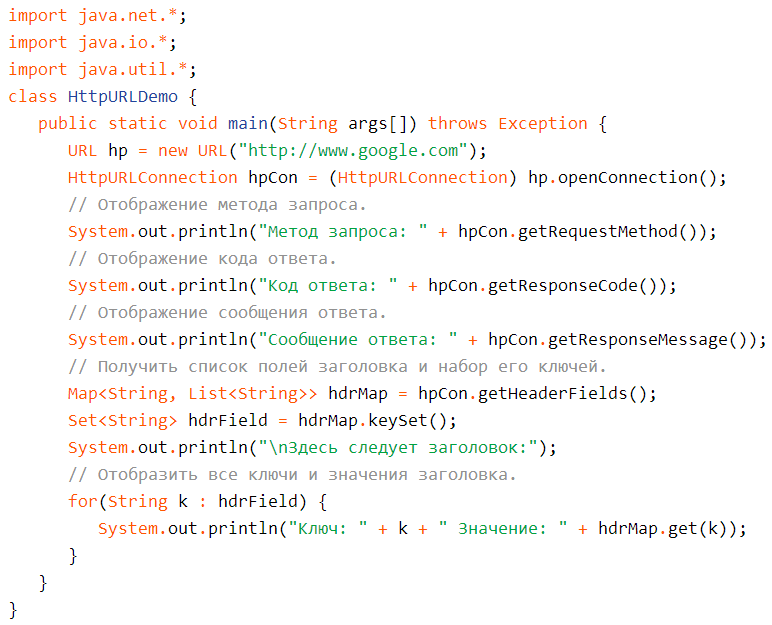 import java.net.*;
import java.io.*;
import java.util.*;
class HttpURLDemo {
   public static void main(String args[]) throws Exception {
      URL hp = new URL("http://www.google.com");
      HttpURLConnection hpCon = (HttpURLConnection) hp.openConnection();
      // Отображение метода запроса.
      System.out.println("Метод запроса: " + hpCon.getRequestMethod());
      // Отображение кода ответа.
      System.out.println("Код ответа: " + hpCon.getResponseCode());
      // Отображение сообщения ответа.
      System.out.println("Сообщение ответа: " + hpCon.getResponseMessage());
      // Получить список полей заголовка и набор его ключей.
      Map<String, List<String>> hdrMap = hpCon.getHeaderFields();
      Set<String> hdrField = hdrMap.keySet();
      System.out.println("\nЗдесь следует заголовок:");
      // Отобразить все ключи и значения заголовка.
      for(String k : hdrField) {
         System.out.println("Ключ: " + k + " Значение: " + hdrMap.get(k));
      }
   }
}